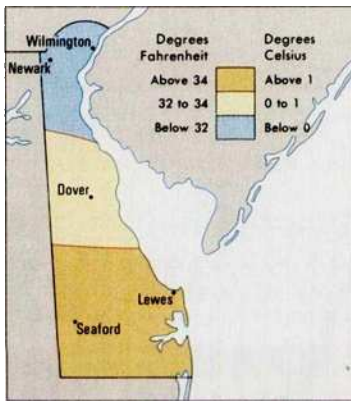 Degrees Fahrenheit
Degrees Celsius
Above 34
Above 1
32 to 34
0 to 1
Below 32
Below 0
Wilmington
Newark
Dover
Lewes
Seaford